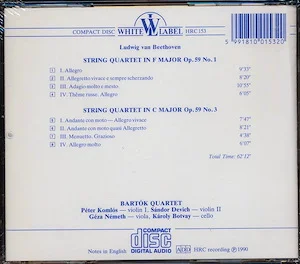 COMPACT DISC WHITE LABEL HRC 153
5 991810 015320
Ludwig van Beethoven
STRING QUARTET IN F MAJOR Op. 59 No. 1
I. Allegro 9'35"
II. Allegretto vivace e sempre scherzando 8'20"
III. Adagio molto e mesto 10'55"
IV. Thème russe. Allegro 6'05"
STRING QUARTET IN C MAJOR Op. 59 No. 3
I. Andante con moto — Allegro vivace 7'47"
II. Andante con moto quasi Allegretto 8'21"
III. Menuetto. Grazioso 4'38"
IV. Allegro molto 6'07"
Total Time: 62'12"
BARTÓK QUARTET
Péter Komlós — violin I, Sándor Devich — violin II
Géza Németh — viola, Károly Botvay — cello
COMPACT
disc
DIGITAL AUDIO
Notes in English
HRC recording Ⓟ 1990